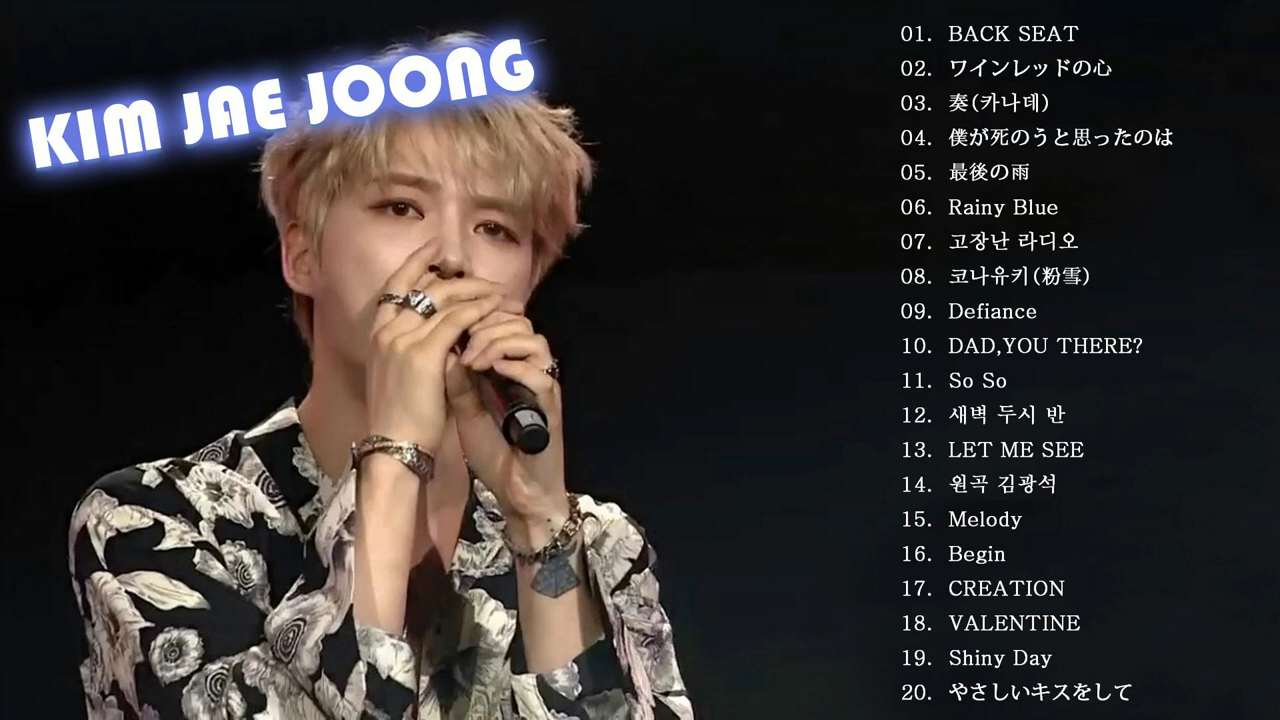 KIM JAE JOONG
01. BACK SEAT
02. ワインレッドの心
03. 奏(카나데)
04. 僕が死のうと思ったのは
05. 最後の雨
06. Rainy Blue
07. 고장난 라디오
08. 코나유키(粉雪)
09. Defiance
10. DAD,YOU THERE?
11. So So
12. 새벽 두시 반
13. LET ME SEE
14. 원곡 김광석
15. Melody
16. Begin
17. CREATION
18. VALENTINE
19. Shiny Day
20. やさしいキスをして